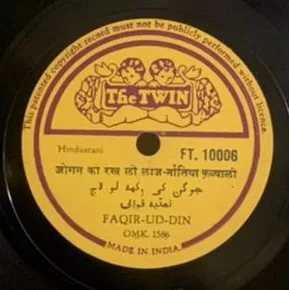 This patented copyright record must not be publicly performed without licence.
The TWIN
Hindustani
FT. 10006
जोगन का रख लो लाज-नातिया क़व्वाली
جوگن کی رکھہ لو لاج
نعتیہ قوالی
FAQIR-UD-DIN
OMK. 1586
MADE IN INDIA.